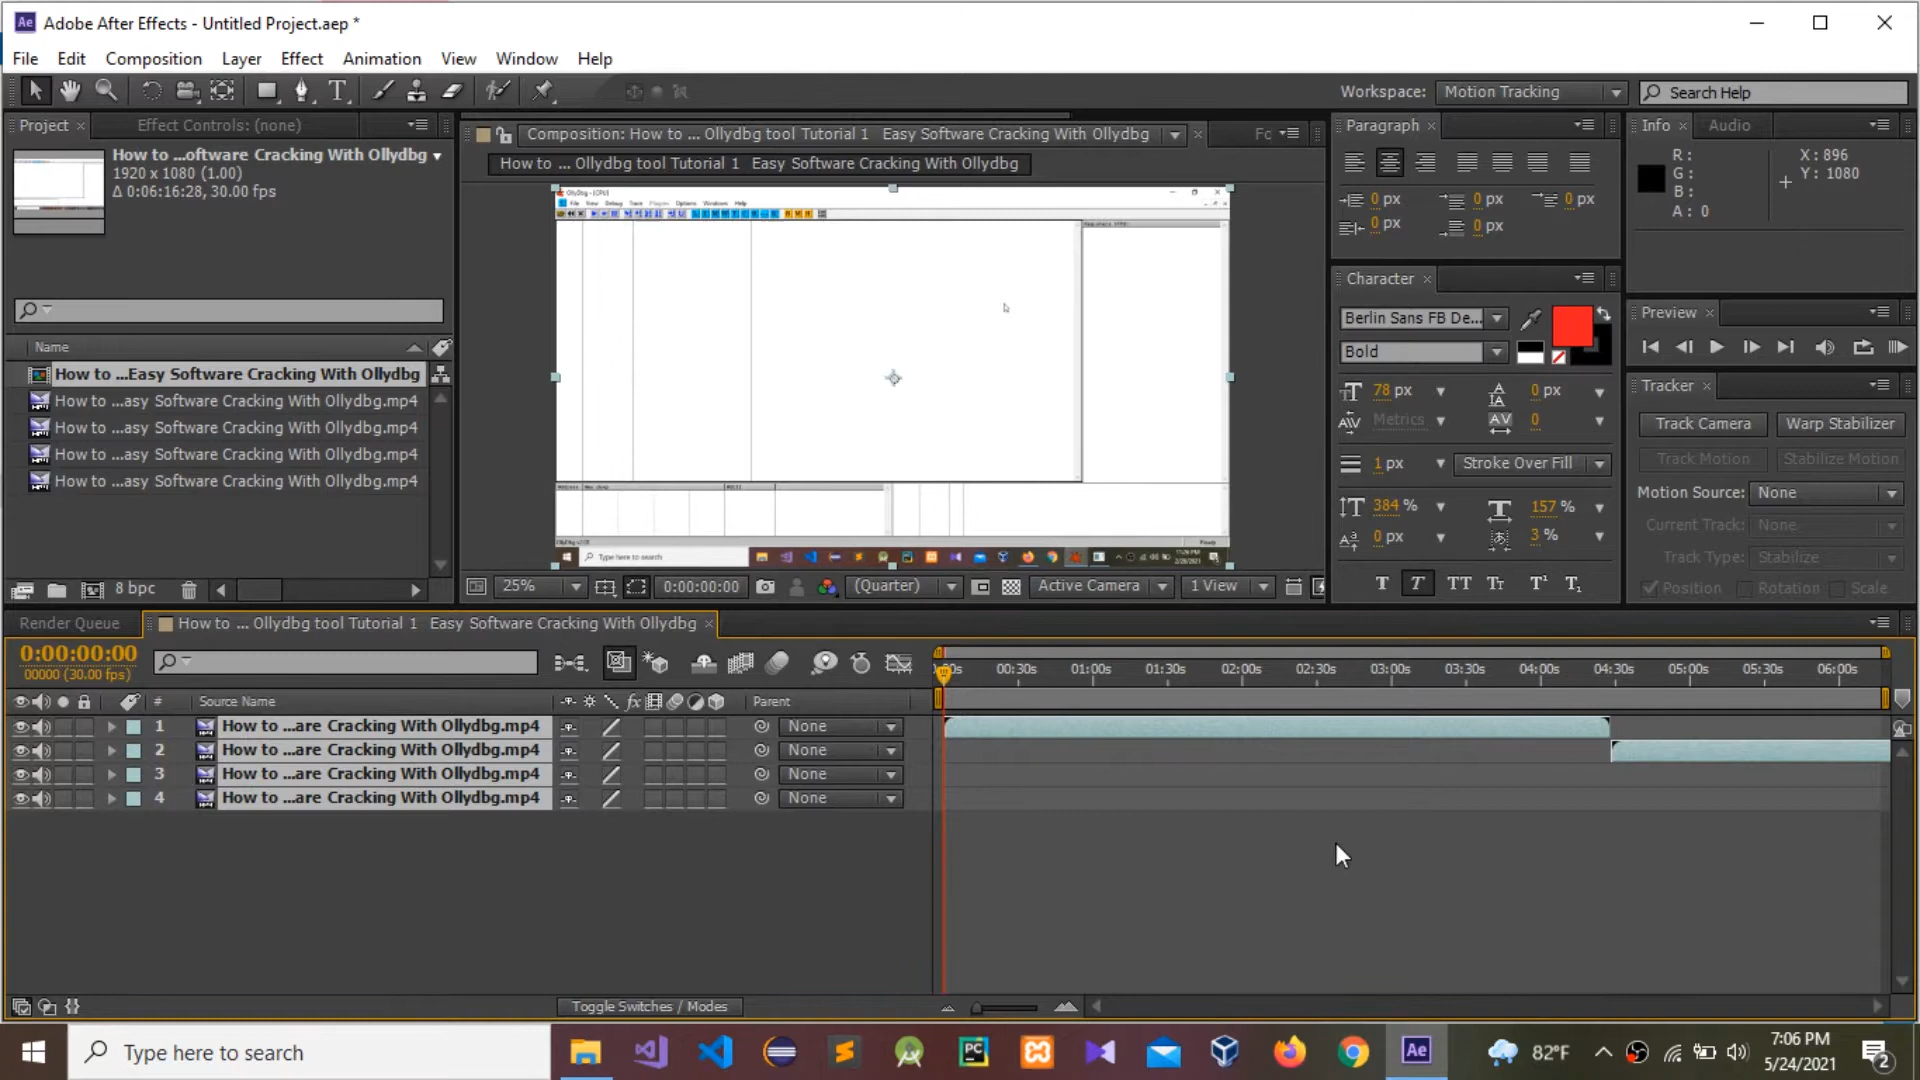 Ae Adobe After Effects - Untitled Project.aep *
File Edit Composition Layer Effect Animation View Window Help
Workspace: Motion Tracking Search Help
Project Effect Controls: (none)
How to ...oftware Cracking With Ollydbg
1920 x 1080 (1.00)
Δ 0:06:16:28, 30.00 fps
Name
How to ...Easy Software Cracking With Ollydbg
How to ...asy Software Cracking With Ollydbg.mp4
How to ...asy Software Cracking With Ollydbg.mp4
How to ...asy Software Cracking With Ollydbg.mp4
How to ...asy Software Cracking With Ollydbg.mp4
8 bpc
Composition: How to ... Ollydbg tool Tutorial 1 Easy Software Cracking With Ollydbg
How to ... Ollydbg tool Tutorial 1 Easy Software Cracking With Ollydbg
File View Debug Trace Plugins Options Windows Help
Type here to search
25% 0:00:00:00 (Quarter) Active Camera 1 View
Paragraph
0 px 0 px 0 px
0 px 0 px
Character
Berlin Sans FB De...
Bold
78 px 0 px
Metrics 0
1 px Stroke Over Fill
384 % 157 %
0 px 3 %
Info Audio
R: X: 896
G: Y: 1080
B:
A: 0
Preview
Tracker
Track Camera Warp Stabilizer
Track Motion Stabilize Motion
Motion Source: None
Current Track: None
Track Type: Stabilize
Position Rotation Scale
Render Queue How to ... Ollydbg tool Tutorial 1 Easy Software Cracking With Ollydbg
0:00:00:00
00000 (30.00 fps)
00:30s 01:00s 01:30s 02:00s 02:30s 03:00s 03:30s 04:00s 04:30s 05:00s 05:30s 06:00s
# Source Name Parent
1 How to ...are Cracking With Ollydbg.mp4 None
2 How to ...are Cracking With Ollydbg.mp4 None
3 How to ...are Cracking With Ollydbg.mp4 None
4 How to ...are Cracking With Ollydbg.mp4 None
Toggle Switches / Modes
Type here to search
82°F
7:06 PM
5/24/2021
2